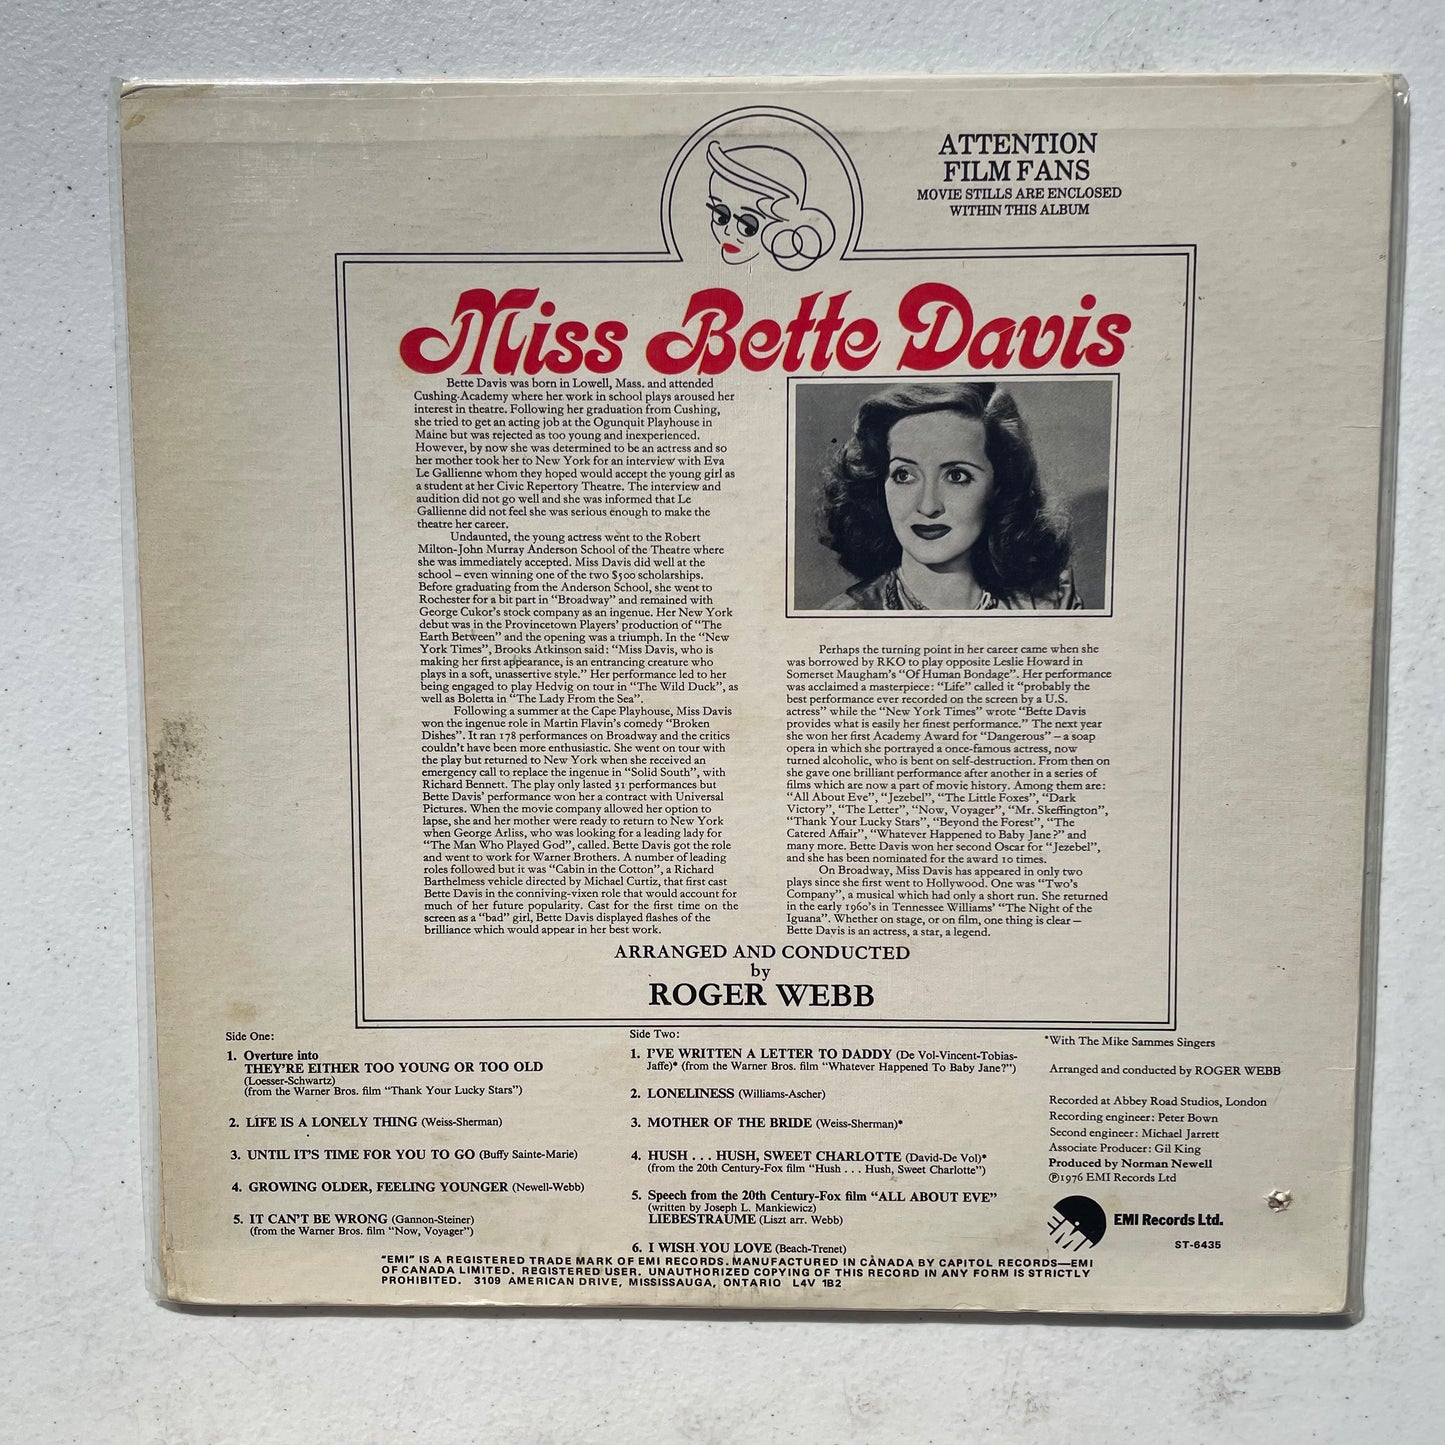 ATTENTION
FILM FANS
MOVIE STILLS ARE ENCLOSED
WITHIN THIS ALBUM
Miss Bette Davis
Bette Davis was born in Lowell, Mass. and attended
Cushing Academy where her work in school plays aroused her
interest in theatre. Following her graduation from Cushing,
she tried to get an acting job at the Ogunquit Playhouse in
Maine but was rejected as too young and inexperienced.
However, by now she was determined to be an actress and so
her mother took her to New York for an interview with Eva
Le Gallienne whom they hoped would accept the young girl as
a student at her Civic Repertory Theatre. The interview and
audition did not go well and she was informed that Le
Gallienne did not feel she was serious enough to make the
theatre her career.
Undaunted, the young actress went to the Robert
Milton-John Murray Anderson School of the Theatre where
she was immediately accepted. Miss Davis did well at the
school – even winning one of the two $500 scholarships.
Before graduating from the Anderson School, she went to
Rochester for a bit part in “Broadway” and remained with
George Cukor's stock company as an ingenue. Her New York
debut was in the Provincetown Players' production of “The
Earth Between” and the opening was a triumph. In the “New
York Times”, Brooks Atkinson said: “Miss Davis, who is
making her first appearance, is an entrancing creature who
plays in a soft, unassertive style.” Her performance led to her
being engaged to play Hedvig on tour in “The Wild Duck”, as
well as Boletta in “The Lady From the Sea”.
Following a summer at the Cape Playhouse, Miss Davis
won the ingenue role in Martin Flavin's comedy “Broken
Dishes”. It ran 178 performances on Broadway and the critics
couldn't have been more enthusiastic. She went on tour with
the play but returned to New York when she received an
emergency call to replace the ingenue in “Solid South”, with
Richard Bennett. The play only lasted 31 performances but
Bette Davis' performance won her a contract with Universal
Pictures. When the movie company allowed her option to
lapse, she and her mother were ready to return to New York
when George Arliss, who was looking for a leading lady for
“The Man Who Played God”, called. Bette Davis got the role
and went to work for Warner Brothers. A number of leading
roles followed but it was “Cabin in the Cotton”, a Richard
Barthelmess vehicle directed by Michael Curtiz, that first cast
Bette Davis in the conniving-vixen role that would account for
much of her future popularity. Cast for the first time on the
screen as a “bad” girl, Bette Davis displayed flashes of the
brilliance which would appear in her best work.
Perhaps the turning point in her career came when she
was borrowed by RKO to play opposite Leslie Howard in
Somerset Maugham's “Of Human Bondage”. Her performance
was acclaimed a masterpiece: “Life” called it “probably the
best performance ever recorded on the screen by a U.S.
actress” while the “New York Times” wrote “Bette Davis
provides what is easily her finest performance.” The next year
she won her first Academy Award for “Dangerous” – a soap
opera in which she portrayed a once-famous actress, now
turned alcoholic, who is bent on self-destruction. From then on
she gave one brilliant performance after another in a series of
films which are now a part of movie history. Among them are:
“All About Eve”, “Jezebel”, “The Little Foxes”, “Dark
Victory”, “The Letter”, “Now, Voyager”, “Mr. Skeffington”,
“Thank Your Lucky Stars”, “Beyond the Forest”, “The
Catered Affair”, “Whatever Happened to Baby Jane?” and
many more. Bette Davis won her second Oscar for “Jezebel”,
and she has been nominated for the award 10 times.
On Broadway, Miss Davis has appeared in only two
plays since she first went to Hollywood. One was “Two's
Company”, a musical which had only a short run. She returned
in the early 1960's in Tennessee Williams' “The Night of the
Iguana”. Whether on stage, or on film, one thing is clear –
Bette Davis is an actress, a star, a legend.
ARRANGED AND CONDUCTED
by
ROGER WEBB
Side One:
1. Overture into
THEY'RE EITHER TOO YOUNG OR TOO OLD
(Loesser-Schwartz)
(from the Warner Bros. film “Thank Your Lucky Stars”)
2. LIFE IS A LONELY THING (Weiss-Sherman)
3. UNTIL IT'S TIME FOR YOU TO GO (Buffy Sainte-Marie)
4. GROWING OLDER, FEELING YOUNGER (Newell-Webb)
5. IT CAN'T BE WRONG (Gannon-Steiner)
(from the Warner Bros. film “Now, Voyager”)
Side Two:
1. I'VE WRITTEN A LETTER TO DADDY (De Vol-Vincent-Tobias-
Jaffe)* (from the Warner Bros. film “Whatever Happened To Baby Jane?”)
2. LONELINESS (Williams-Ascher)
3. MOTHER OF THE BRIDE (Weiss-Sherman)*
4. HUSH . . . HUSH, SWEET CHARLOTTE (David-De Vol)*
(from the 20th Century-Fox film “Hush . . . Hush, Sweet Charlotte”)
5. Speech from the 20th Century-Fox film “ALL ABOUT EVE”
(written by Joseph L. Mankiewicz)
LIEBESTRAUME (Liszt arr. Webb)
6. I WISH YOU LOVE (Beach-Trenet)
*With The Mike Sammes Singers
Arranged and conducted by ROGER WEBB
Recorded at Abbey Road Studios, London
Recording engineer: Peter Bown
Second engineer: Michael Jarrett
Associate Producer: Gil King
Produced by Norman Newell
℗1976 EMI Records Ltd
EMI
EMI Records Ltd.
ST-6435
"EMI" IS A REGISTERED TRADE MARK OF EMI RECORDS. MANUFACTURED IN CANADA BY CAPITOL RECORDS—EMI
OF CANADA LIMITED. REGISTERED USER. UNAUTHORIZED COPYING OF THIS RECORD IN ANY FORM IS STRICTLY
PROHIBITED. 3109 AMERICAN DRIVE, MISSISSAUGA, ONTARIO L4V 1B2